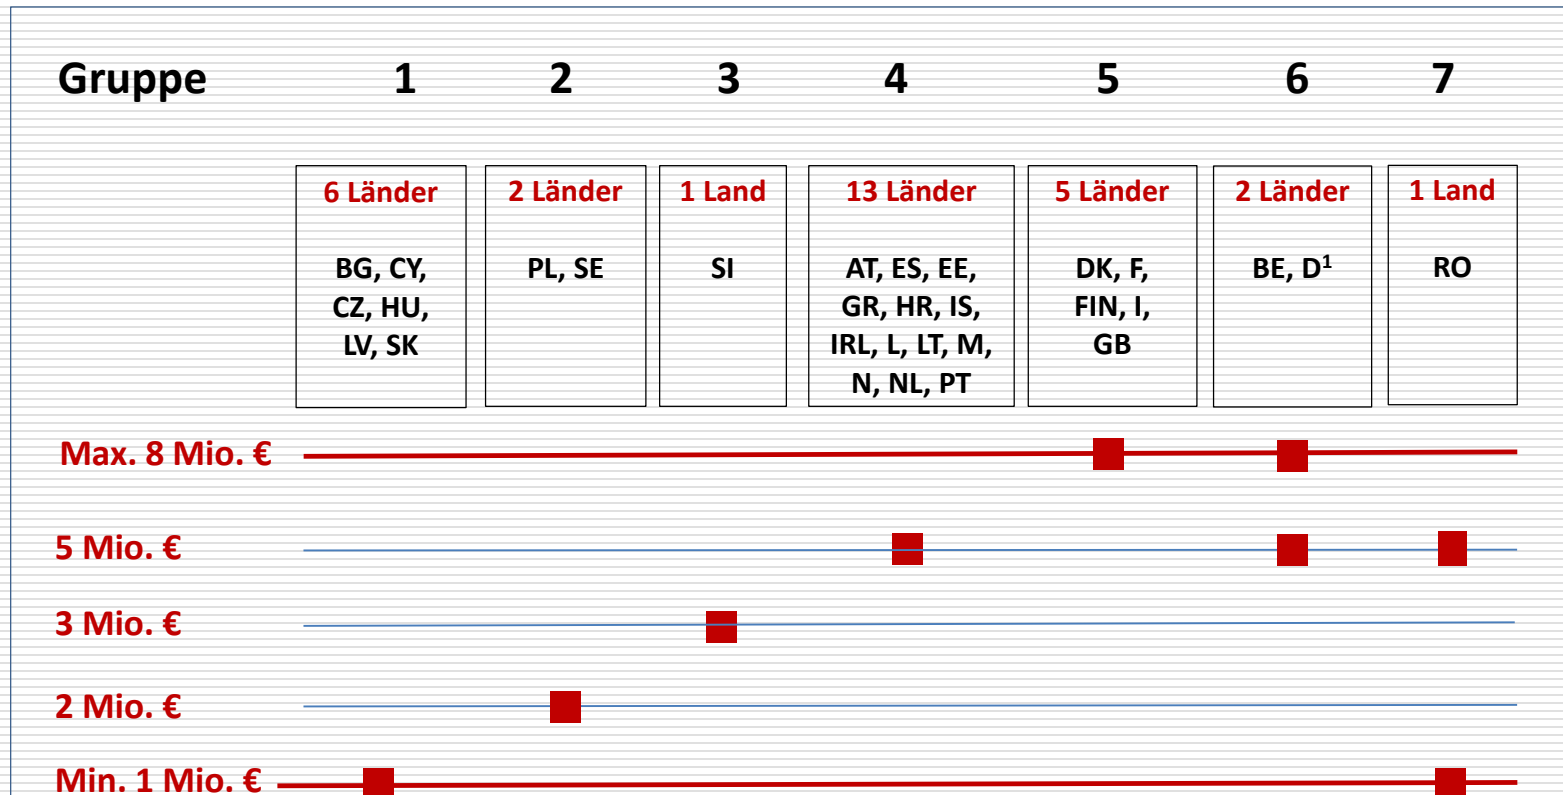 Gruppe 1 2 3 4 5 6 7
6 Länder 2 Länder 1 Land 13 Länder 5 Länder 2 Länder 1 Land
BG, CY, PL, SE SI AT, ES, EE, DK, F, BE, D¹ RO
CZ, HU, GR, HR, IS, FIN, I,
LV, SK IRL, L, LT, M, GB
N, NL, PT
Max. 8 Mio. €
5 Mio. €
3 Mio. €
2 Mio. €
Min. 1 Mio. €